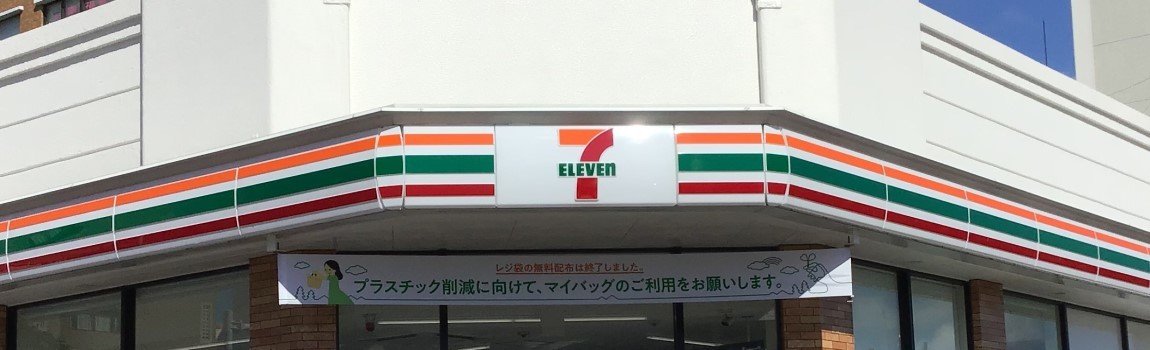 7
ELEVEn
レジ袋の無料配布は終了しました。
プラスチック削減に向けて、マイバッグのご利用をお願いします。